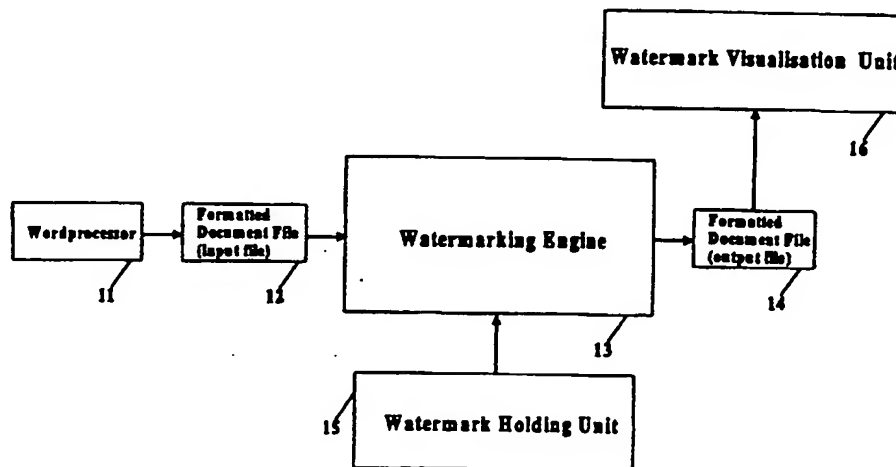 Watermark Visualisation Unit
16
Wordprocessor
11
Formatted
Document File
(input file)
12
Watermarking Engine
13
Formatted
Document File
(output file)
14
15
Watermark Holding Unit